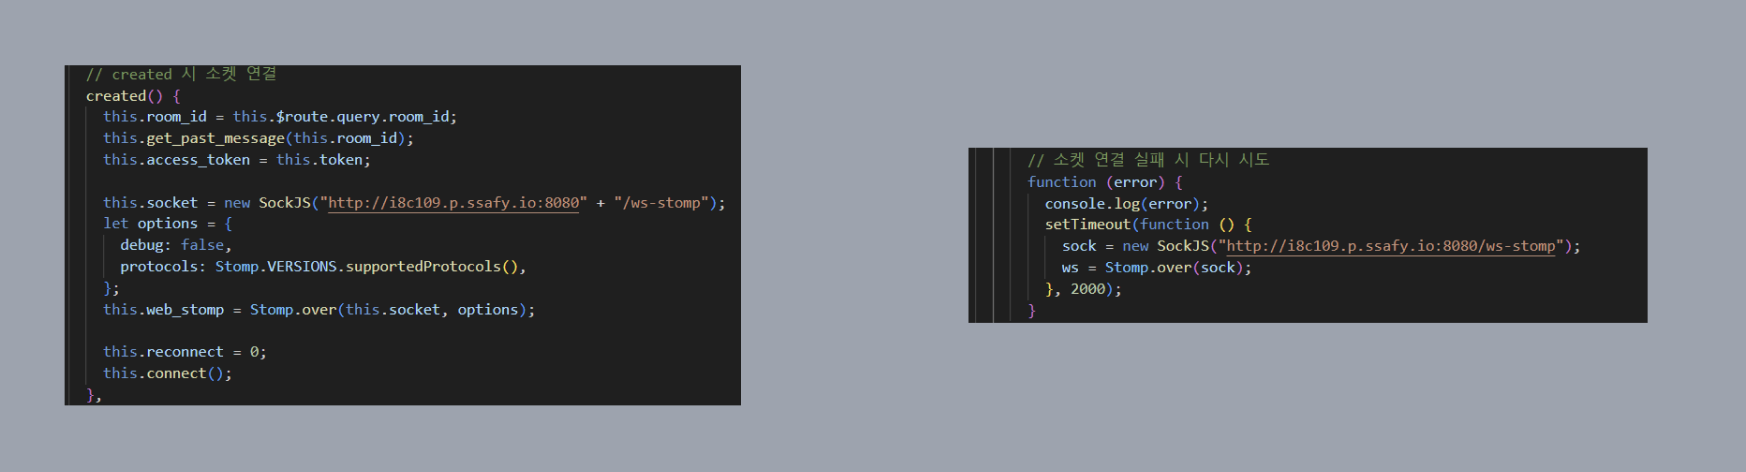 // created 시 소켓 연결
created() {
this.room_id = this.$route.query.room_id;
this.get_past_message(this.room_id);
this.access_token = this.token;
this.socket = new SockJS("http://i8c109.p.ssafy.io:8080" + "/ws-stomp");
let options = {
debug: false,
protocols: Stomp.VERSIONS.supportedProtocols(),
};
this.web_stomp = Stomp.over(this.socket, options);
this.reconnect = 0;
this.connect();
},
// 소켓 연결 실패 시 다시 시도
function (error) {
console.log(error);
setTimeout(function () {
sock = new SockJS("http://i8c109.p.ssafy.io:8080/ws-stomp");
ws = Stomp.over(sock);
}, 2000);
}